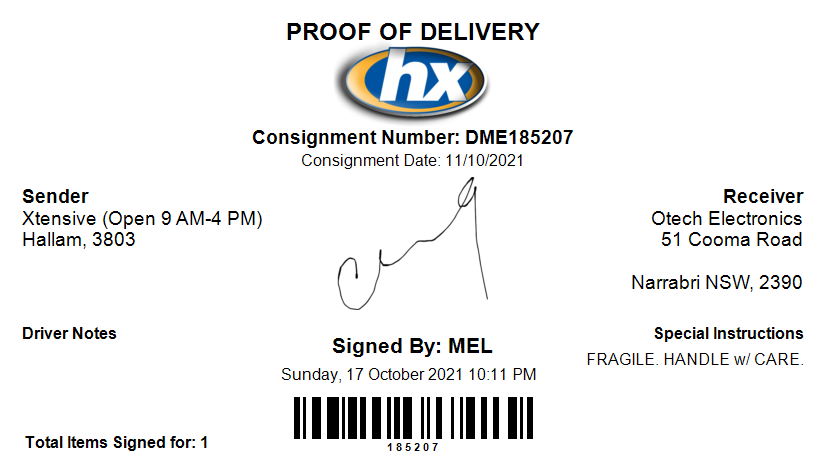 PROOF OF DELIVERY
hx
Consignment Number: DME185207
Consignment Date: 11/10/2021
Sender
Xtensive (Open 9 AM-4 PM)
Hallam, 3803
Receiver
Otech Electronics
51 Cooma Road
Narrabri NSW, 2390
Driver Notes
Signed By: MEL
Sunday, 17 October 2021 10:11 PM
Special Instructions
FRAGILE. HANDLE w/ CARE.
Total Items Signed for: 1
185207